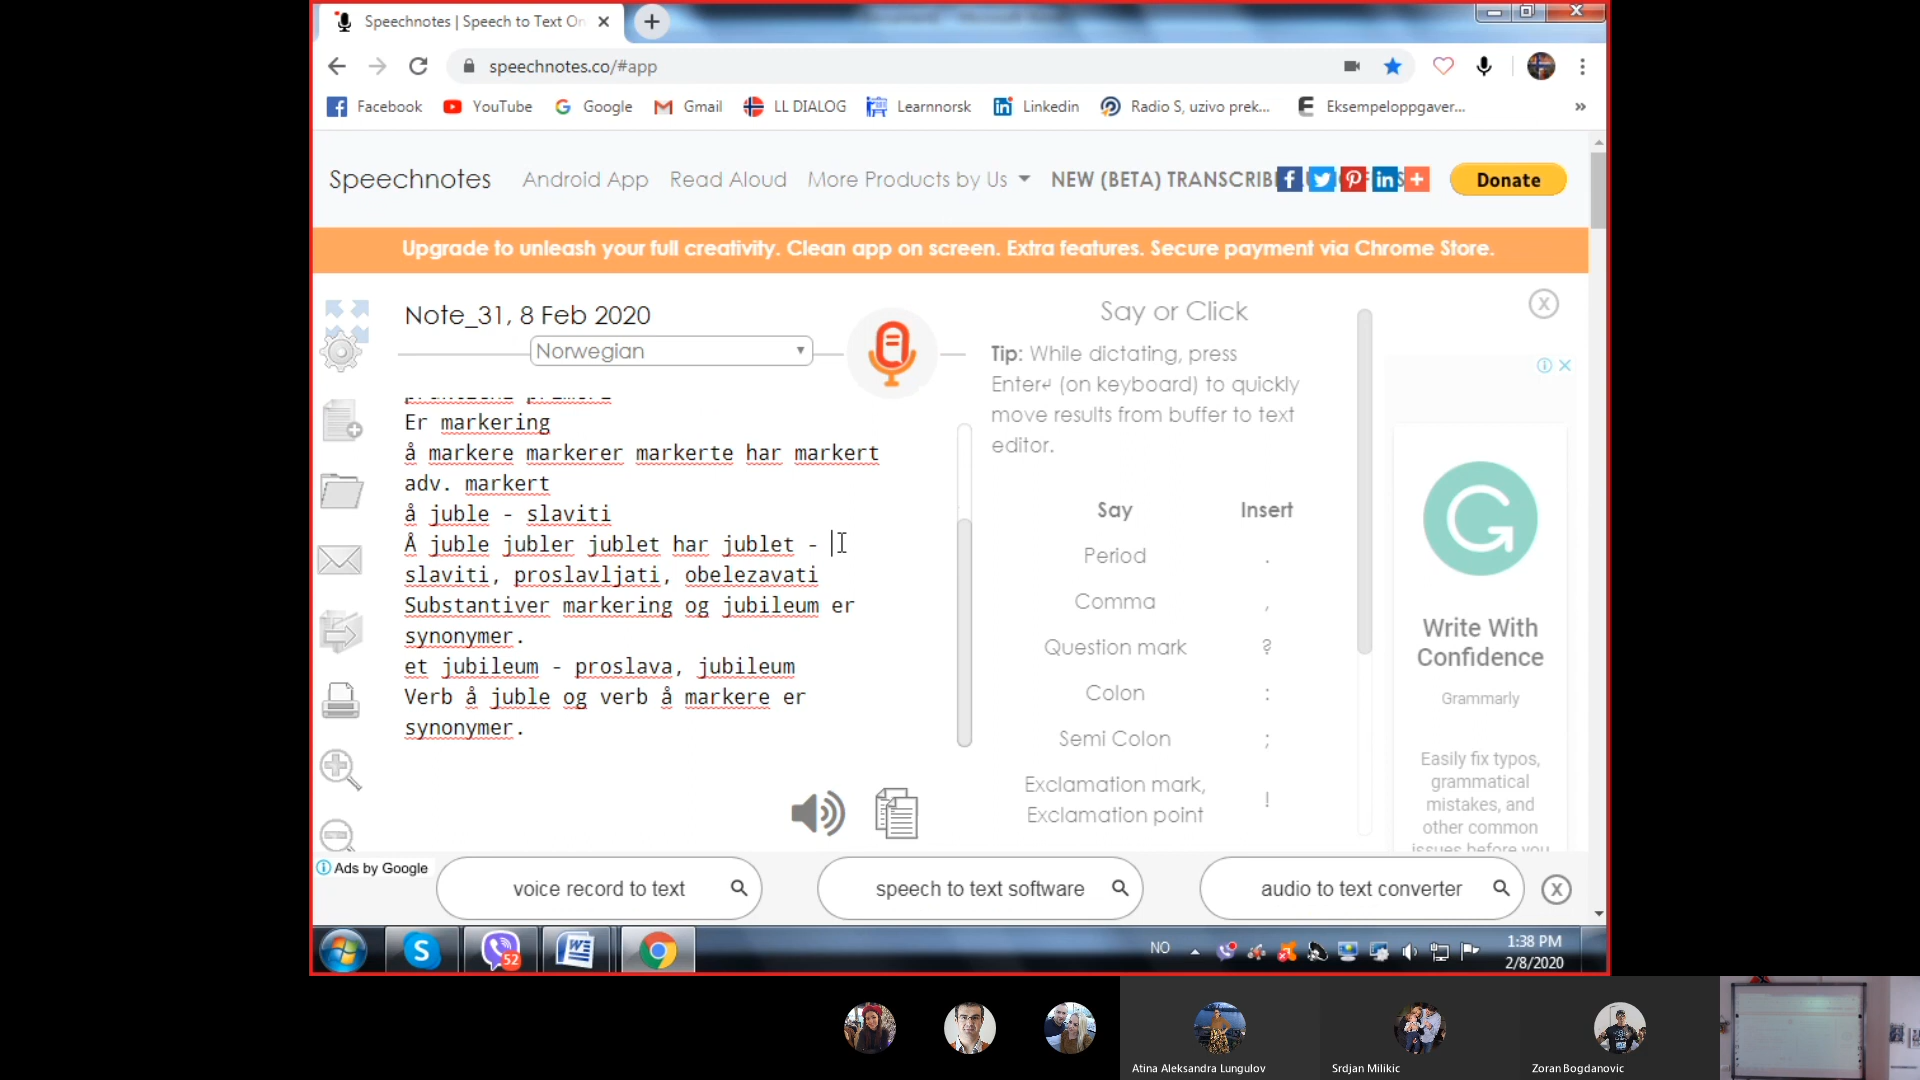 Speechnotes | Speech to Text On
speechnotes.co/#app
Facebook YouTube Google Gmail LL DIALOG Learnnorsk Linkedin Radio S, uzivo prek... Eksempeloppgaver... »
Speechnotes Android App Read Aloud More Products by Us NEW (BETA) TRANSCRIB
Donate
Upgrade to unleash your full creativity. Clean app on screen. Extra features. Secure payment via Chrome Store.
Note_31, 8 Feb 2020
Norwegian
Er markering
å markere markerer markerte har markert
adv. markert
å juble - slaviti
Å juble jubler jublet har jublet -
slaviti, proslavljati, obelezavati
Substantiver markering og jubileum er
synonymer.
et jubileum - proslava, jubileum
Verb å juble og verb å markere er
synonymer.
Say or Click
Tip: While dictating, press
Enter↵ (on keyboard) to quickly
move results from buffer to text
editor.
Say Insert
Period .
Comma ,
Question mark ?
Colon :
Semi Colon ;
Exclamation mark,
Exclamation point !
Write With
Confidence
Grammarly
Easily fix typos,
grammatical
mistakes, and
other common
issues before you
Ads by Google
voice record to text
speech to text software
audio to text converter
52
NO
1:38 PM
2/8/2020
Atina Aleksandra Lungulov
Srdjan Milikic
Zoran Bogdanovic